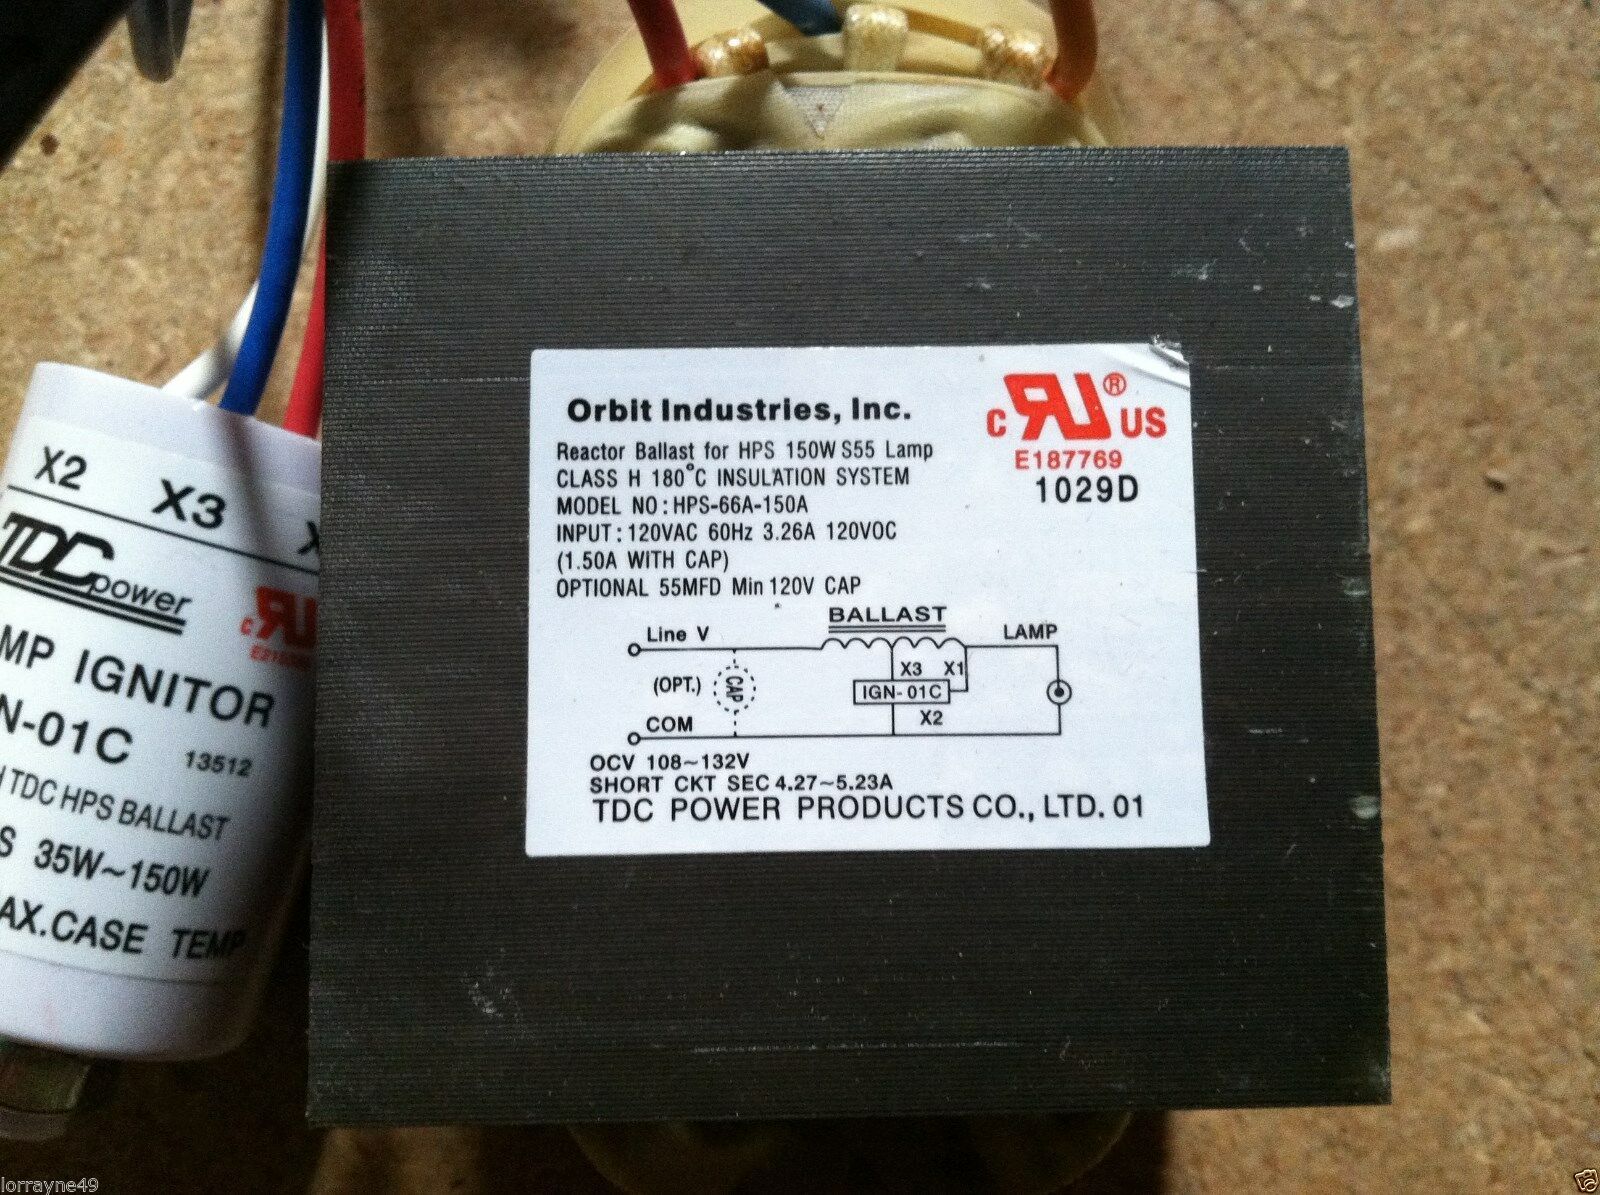 X2 X3
TDC power
IGNITOR
-01C 13512
TDC HPS BALLAST
35W~150W
CASE TEMP
Orbit Industries, Inc.
Reactor Ballast for HPS 150W S55 Lamp
CLASS H 180°C INSULATION SYSTEM
MODEL NO: HPS-66A-150A
INPUT: 120VAC 60Hz 3.26A 120VOC
(1.50A WITH CAP)
OPTIONAL 55MFD Min 120V CAP
c RU® US
E187769
1029D
BALLAST
Line V
LAMP
X3 X1
(OPT.) CAP
IGN-01C
X2
COM
OCV 108~132V
SHORT CKT SEC 4.27~5.23A
TDC POWER PRODUCTS CO., LTD. 01
lorrayne49